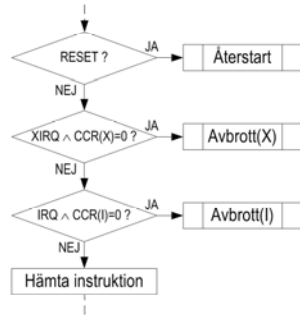 RESET ?
JA
Återstart
NEJ
XIRQ ∧ CCR(X)=0 ?
JA
Avbrott(X)
NEJ
IRQ ∧ CCR(I)=0 ?
JA
Avbrott(I)
NEJ
Hämta instruktion